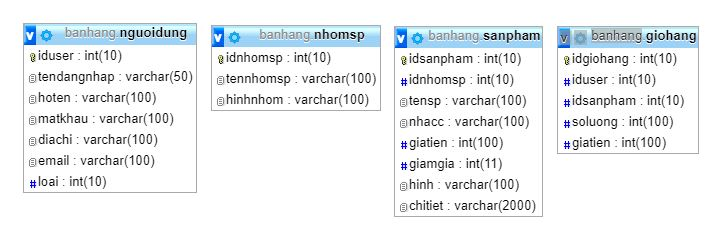 v banhang nguoidung
iduser : int(10)
tendangnhap : varchar(50)
hoten : varchar(100)
matkhau : varchar(100)
diachi : varchar(100)
email : varchar(100)
# loai : int(10)
v banhang nhomsp
idnhomsp : int(10)
tennhomsp : varchar(100)
hinhnhom : varchar(100)
v banhang sanpham
idsanpham : int(10)
# idnhomsp : int(10)
tensp : varchar(100)
nhacc : varchar(100)
# giatien : int(100)
# giamgia : int(11)
hinh : varchar(100)
chitiet : varchar(2000)
v banhang giohang
idgiohang : int(10)
# iduser : int(10)
# idsanpham : int(10)
# soluong : int(100)
# giatien : int(100)